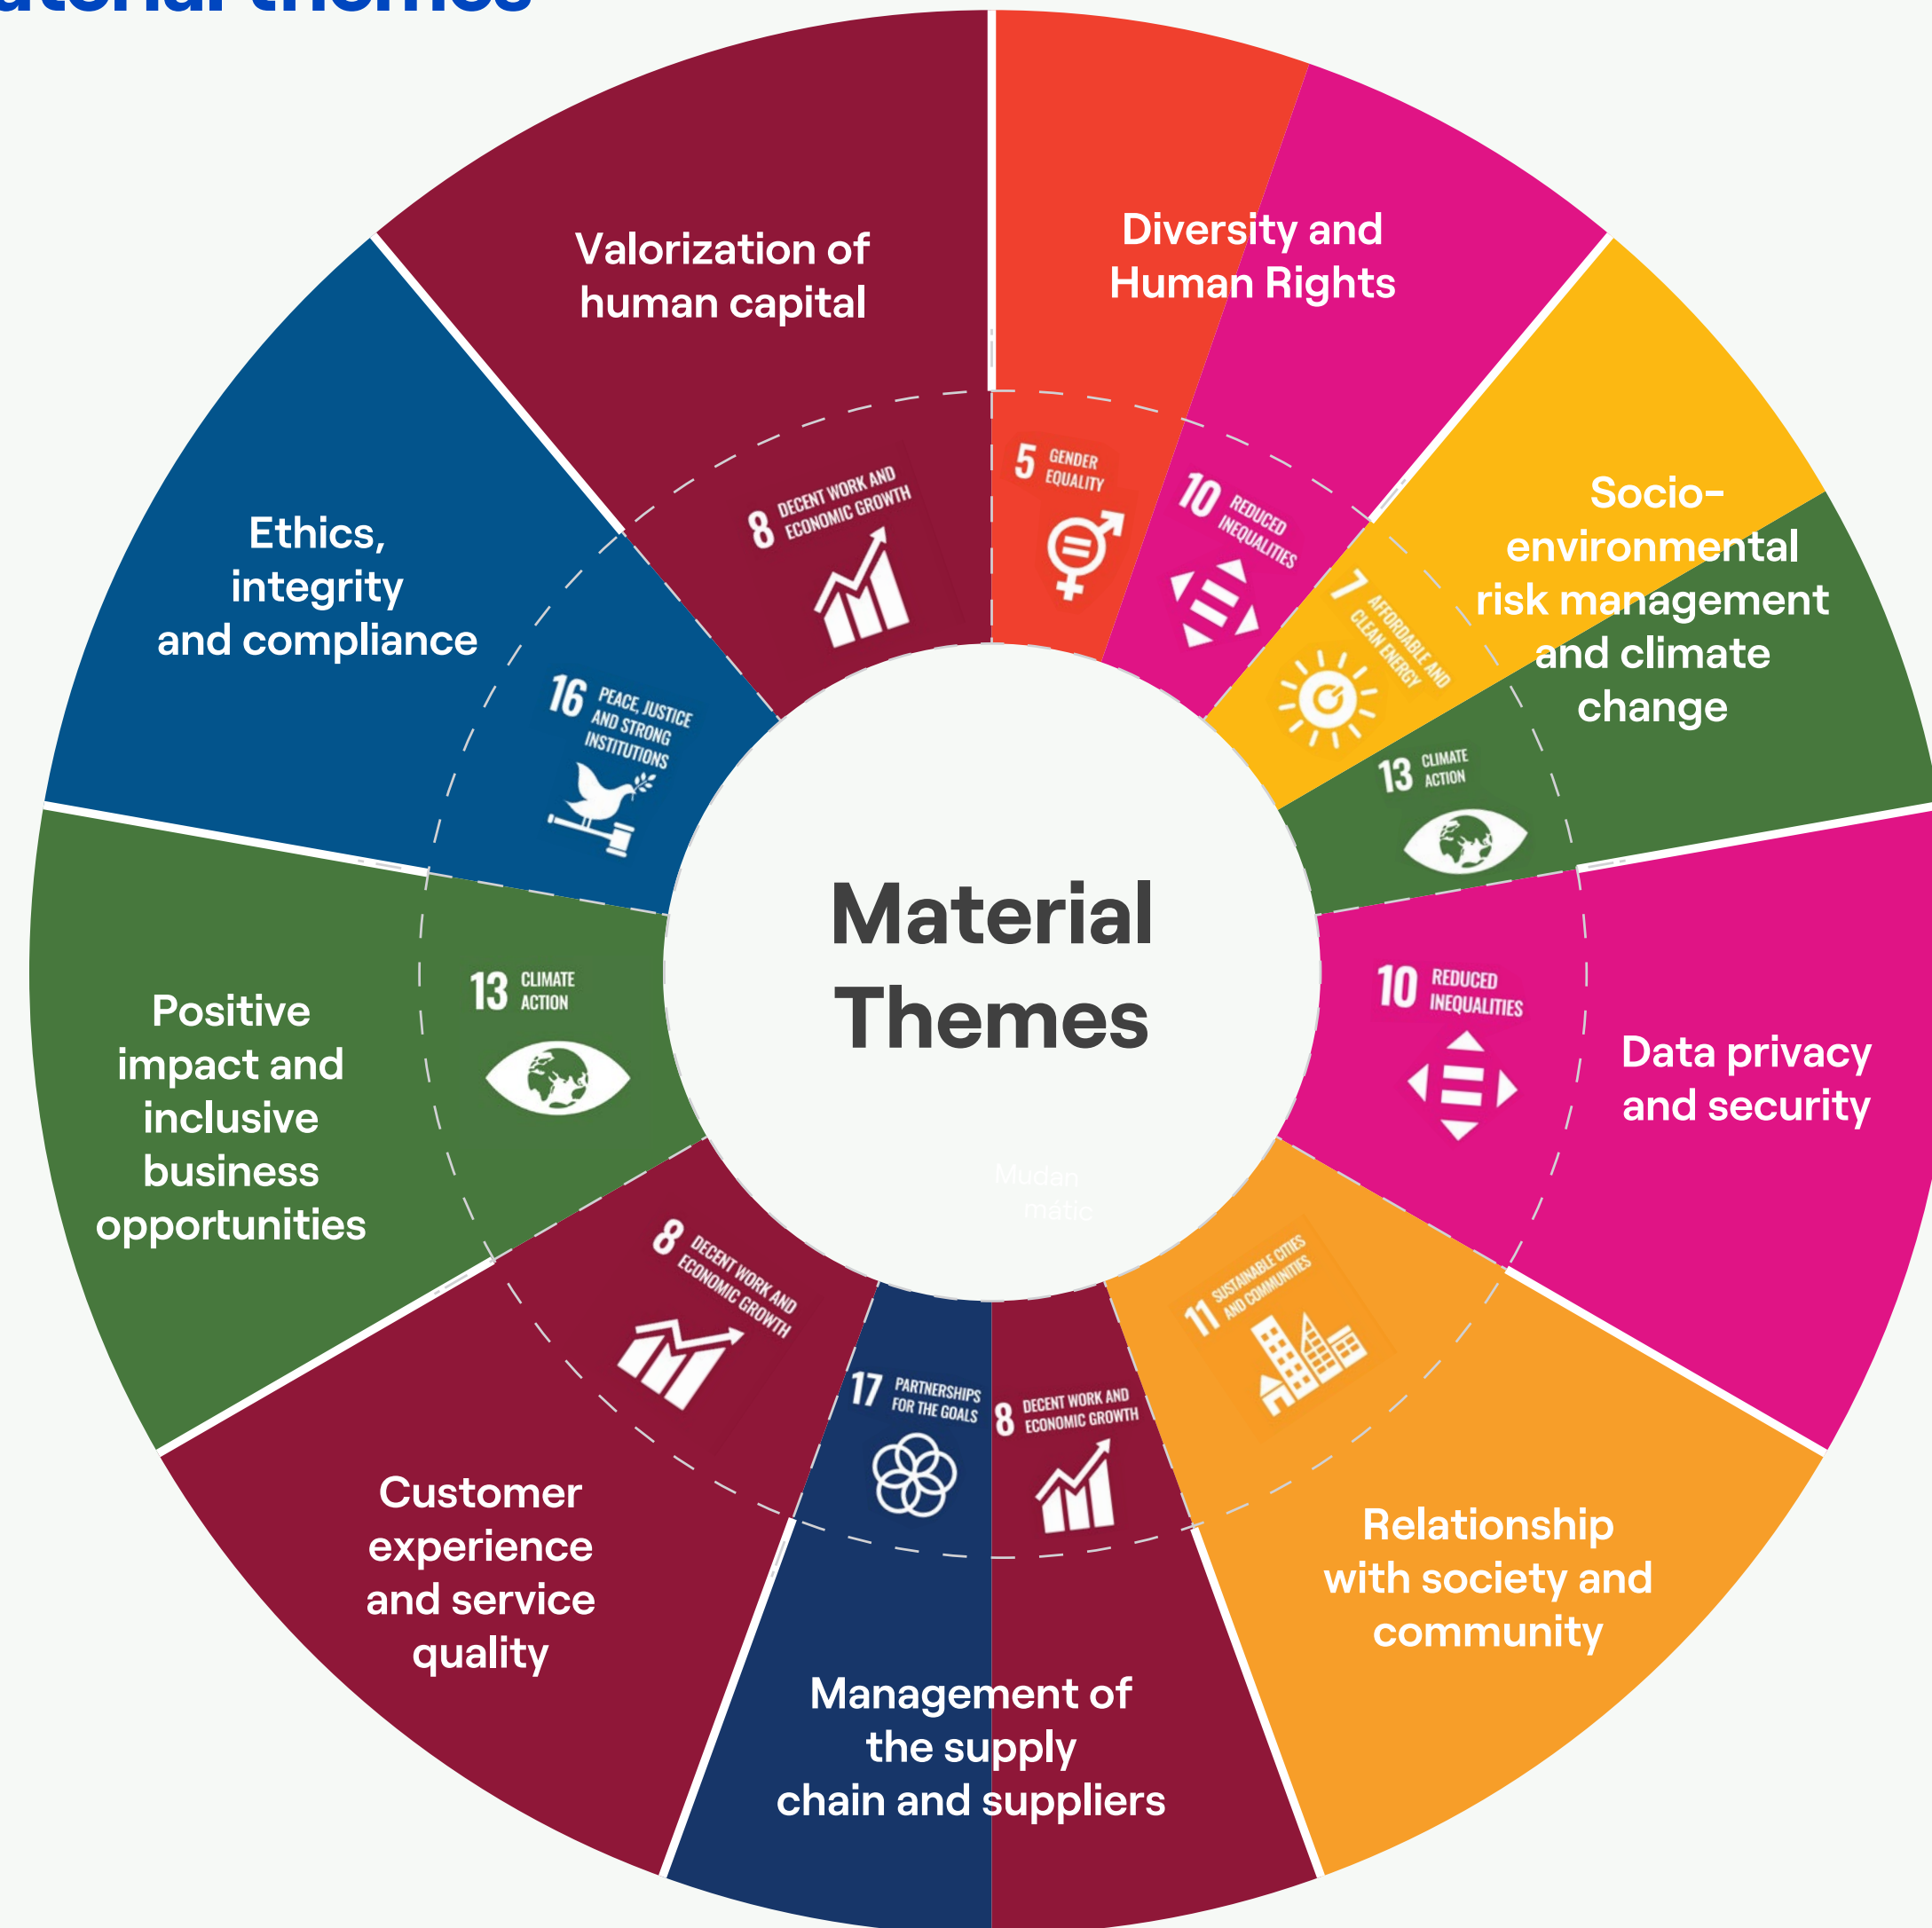 material themes
Valorization of
human capital
8 DECENT WORK AND
ECONOMIC GROWTH
Diversity and
Human Rights
5 GENDER
EQUALITY
10 REDUCED
INEQUALITIES
Socio-
environmental
risk management
and climate
change
7 AFFORDABLE AND
CLEAN ENERGY
13 CLIMATE
ACTION
Data privacy
and security
10 REDUCED
INEQUALITIES
Relationship
with society and
community
11 SUSTAINABLE CITIES
AND COMMUNITIES
Management of
the supply
chain and suppliers
17 PARTNERSHIPS
FOR THE GOALS
8 DECENT WORK AND
ECONOMIC GROWTH
Customer
experience
and service
quality
8 DECENT WORK AND
ECONOMIC GROWTH
Positive
impact and
inclusive
business
opportunities
13 CLIMATE
ACTION
Ethics,
integrity
and compliance
16 PEACE, JUSTICE
AND STRONG
INSTITUTIONS
Material
Themes
Mudan
mátic